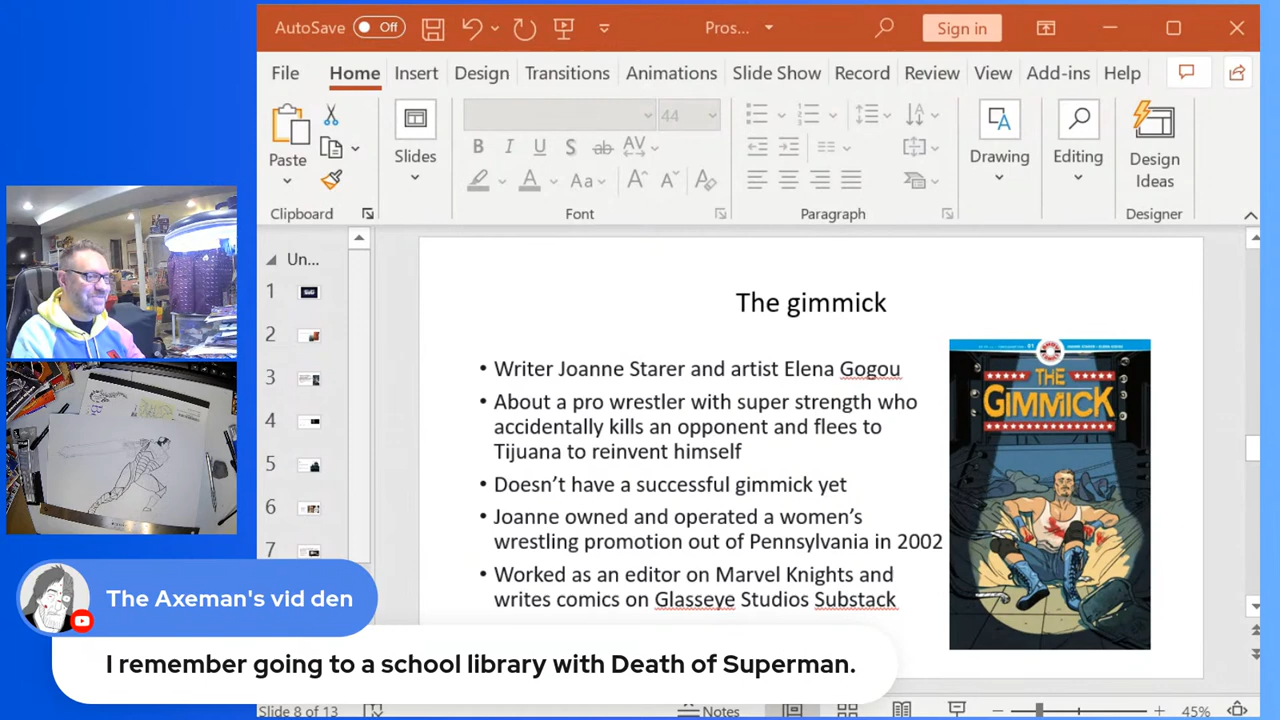 AutoSave Off Pros... Sign in
File Home Insert Design Transitions Animations Slide Show Record Review View Add-ins Help
44
B I U S ab AV
Aa A A
Paste Slides Drawing Editing Design Ideas
Clipboard Font Paragraph Designer
Un...
1
2
3
4
5
6
7
The gimmick
• Writer Joanne Starer and artist Elena Gogou
• About a pro wrestler with super strength who
accidentally kills an opponent and flees to
Tijuana to reinvent himself
• Doesn't have a successful gimmick yet
• Joanne owned and operated a women's
wrestling promotion out of Pennsylvania in 2002
• Worked as an editor on Marvel Knights and
writes comics on Glasseye Studios Substack
THE
GIMMICK
The Axeman's vid den
I remember going to a school library with Death of Superman.
Slide 8 of 13 Notes 45%